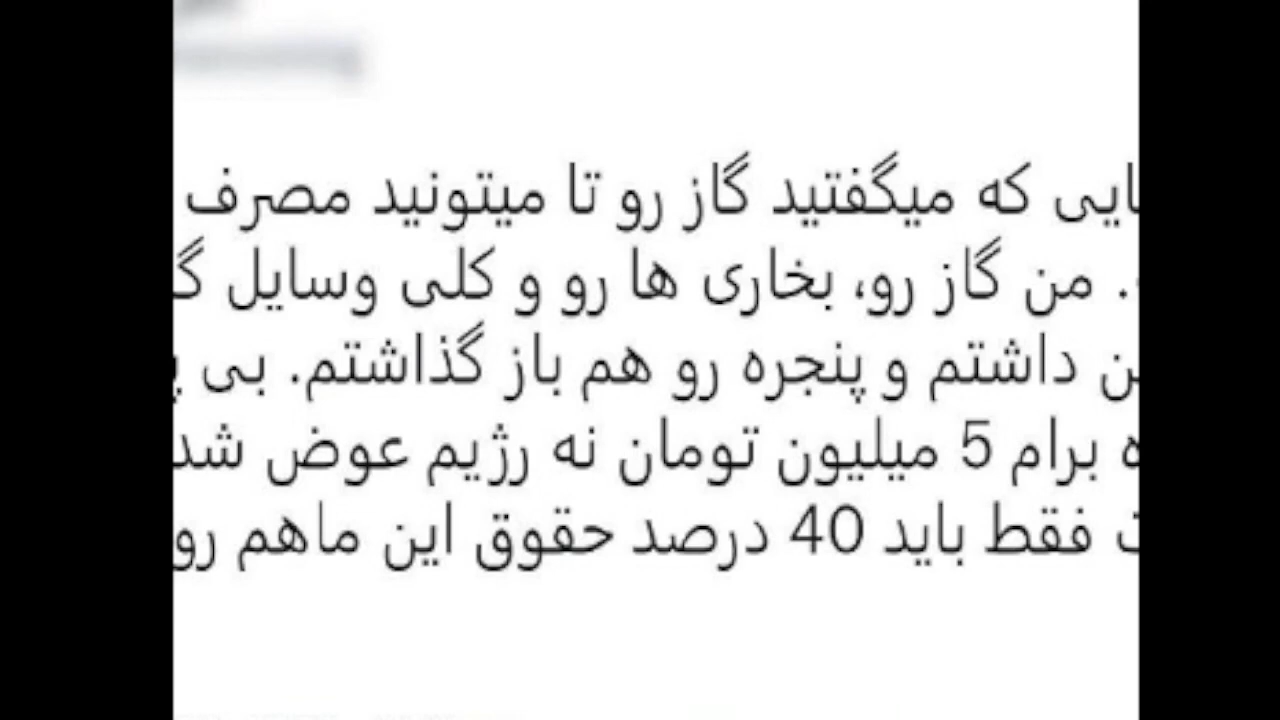 ایی که میگفتید گاز رو تا میتونید مصرف
. من گاز رو، بخاری ها رو و کلی وسایل گ
ن داشتم و پنجره رو هم باز گذاشتم. بی پ
ه برام 5 میلیون تومان نه رژیم عوض شد
ت فقط باید 40 درصد حقوق این ماهم رو